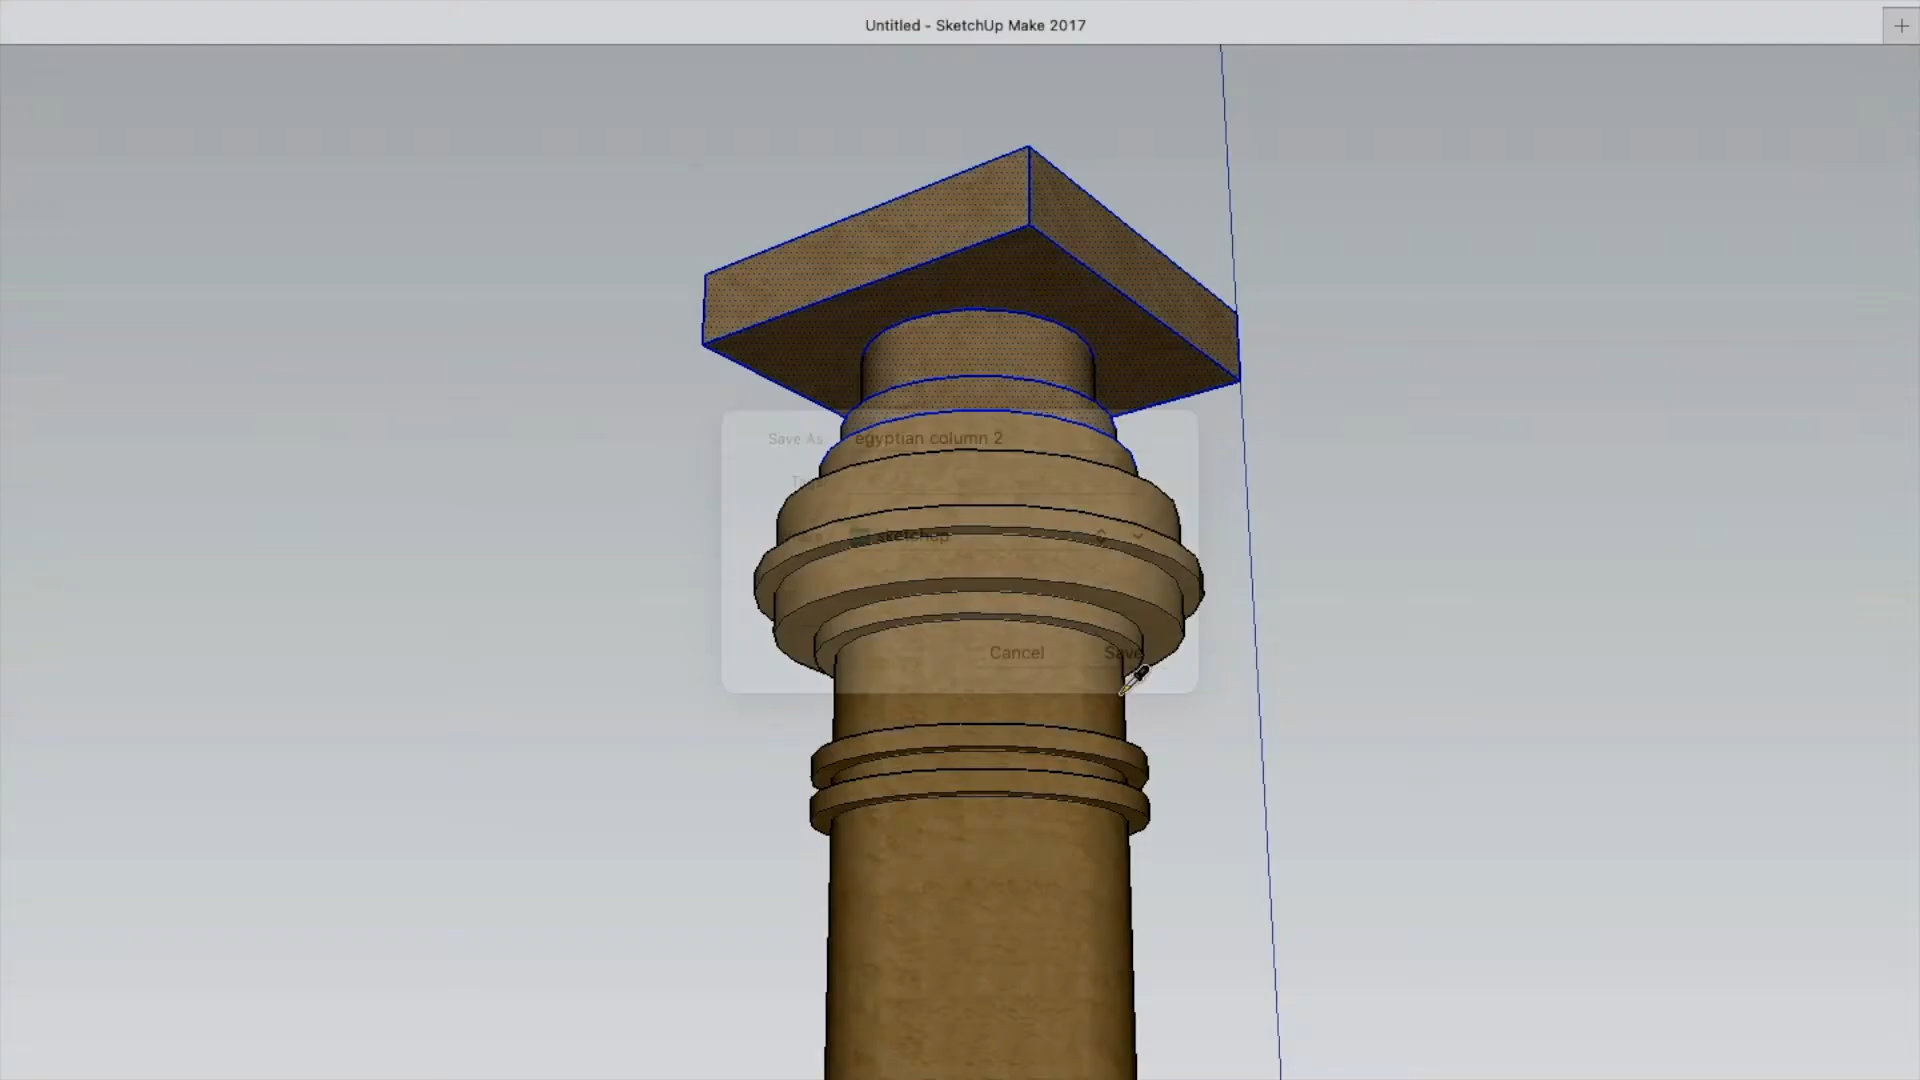 Untitled - SketchUp Make 2017
Save As
egyptian column 2
sketchup
Cancel
Save